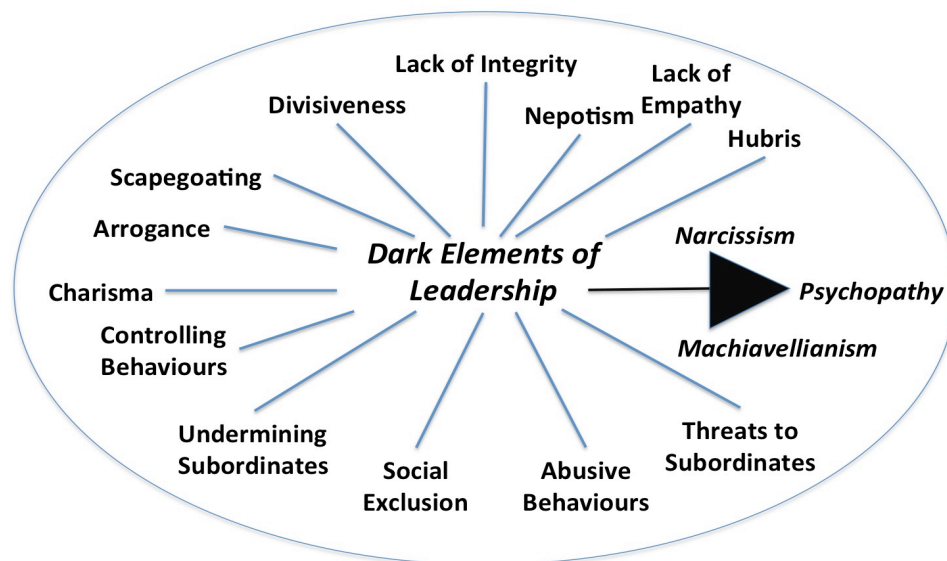 Lack of Integrity
Lack of
Empathy
Divisiveness
Nepotism
Hubris
Scapegoating
Arrogance
Narcissism
Dark Elements of
Leadership
Charisma
Psychopathy
Controlling
Behaviours
Machiavellianism
Undermining
Subordinates
Social
Exclusion
Abusive
Behaviours
Threats to
Subordinates